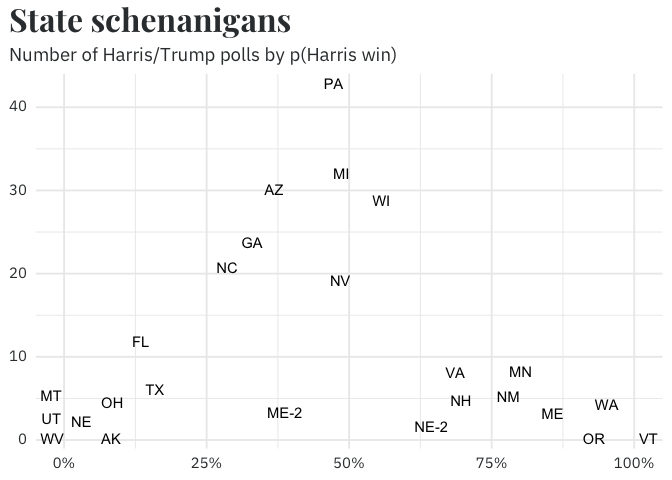 State schenanigans
Number of Harris/Trump polls by p(Harris win)
PA
40
MI
30
AZ
WI
GA
NC
20
NV
FL
10
VA
MN
TX
MT
NM
NH
OH
WA
ME-2
ME
UT
NE
NE-2
0
WV
AK
OR
VT
0%
25%
50%
75%
100%